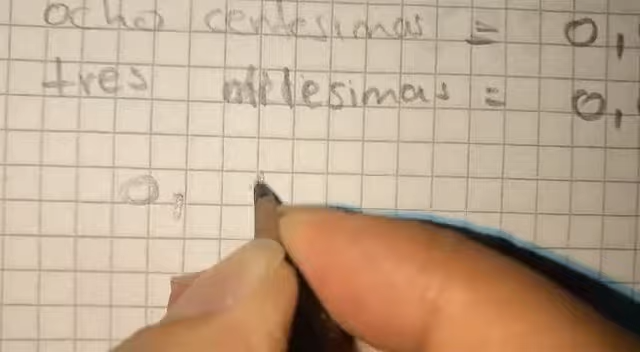 ocho centesimas = 0,
tres milesimas = 0,
0,